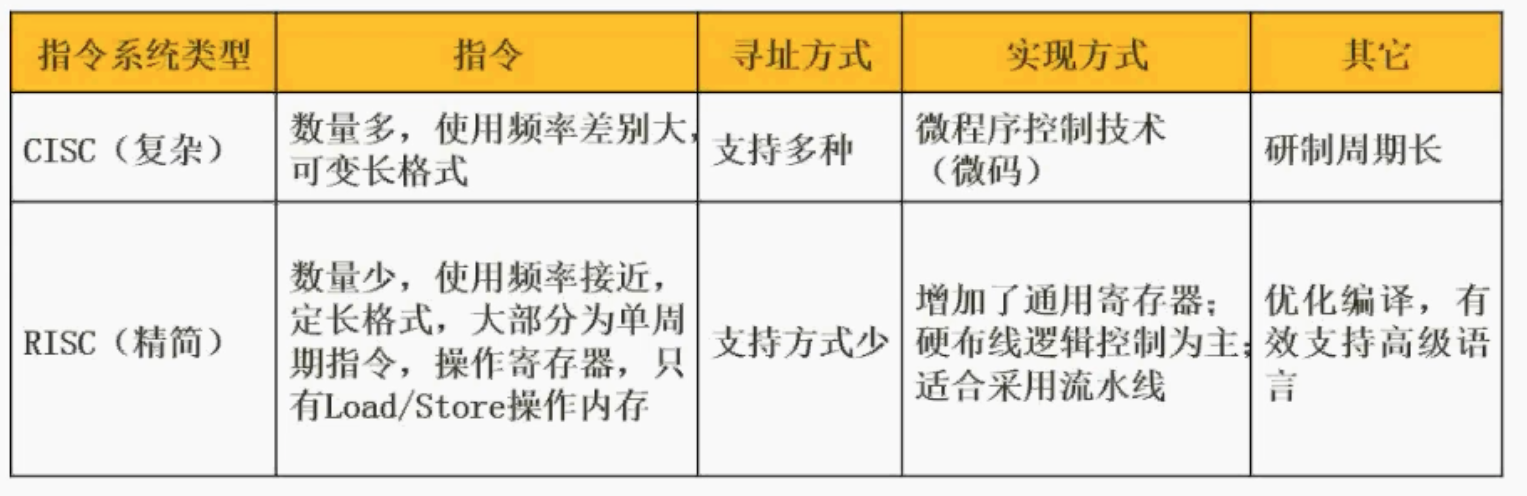 指令系统类型
指令
寻址方式
实现方式
其它
CISC（复杂）
数量多，使用频率差别大，
可变长格式
支持多种
微程序控制技术
（微码）
研制周期长
RISC（精简）
数量少，使用频率接近，
定长格式，大部分为单周
期指令，操作寄存器，只
有Load/Store操作内存
支持方式少
增加了通用寄存器；
硬布线逻辑控制为主；
适合采用流水线
优化编译，有
效支持高级语
言